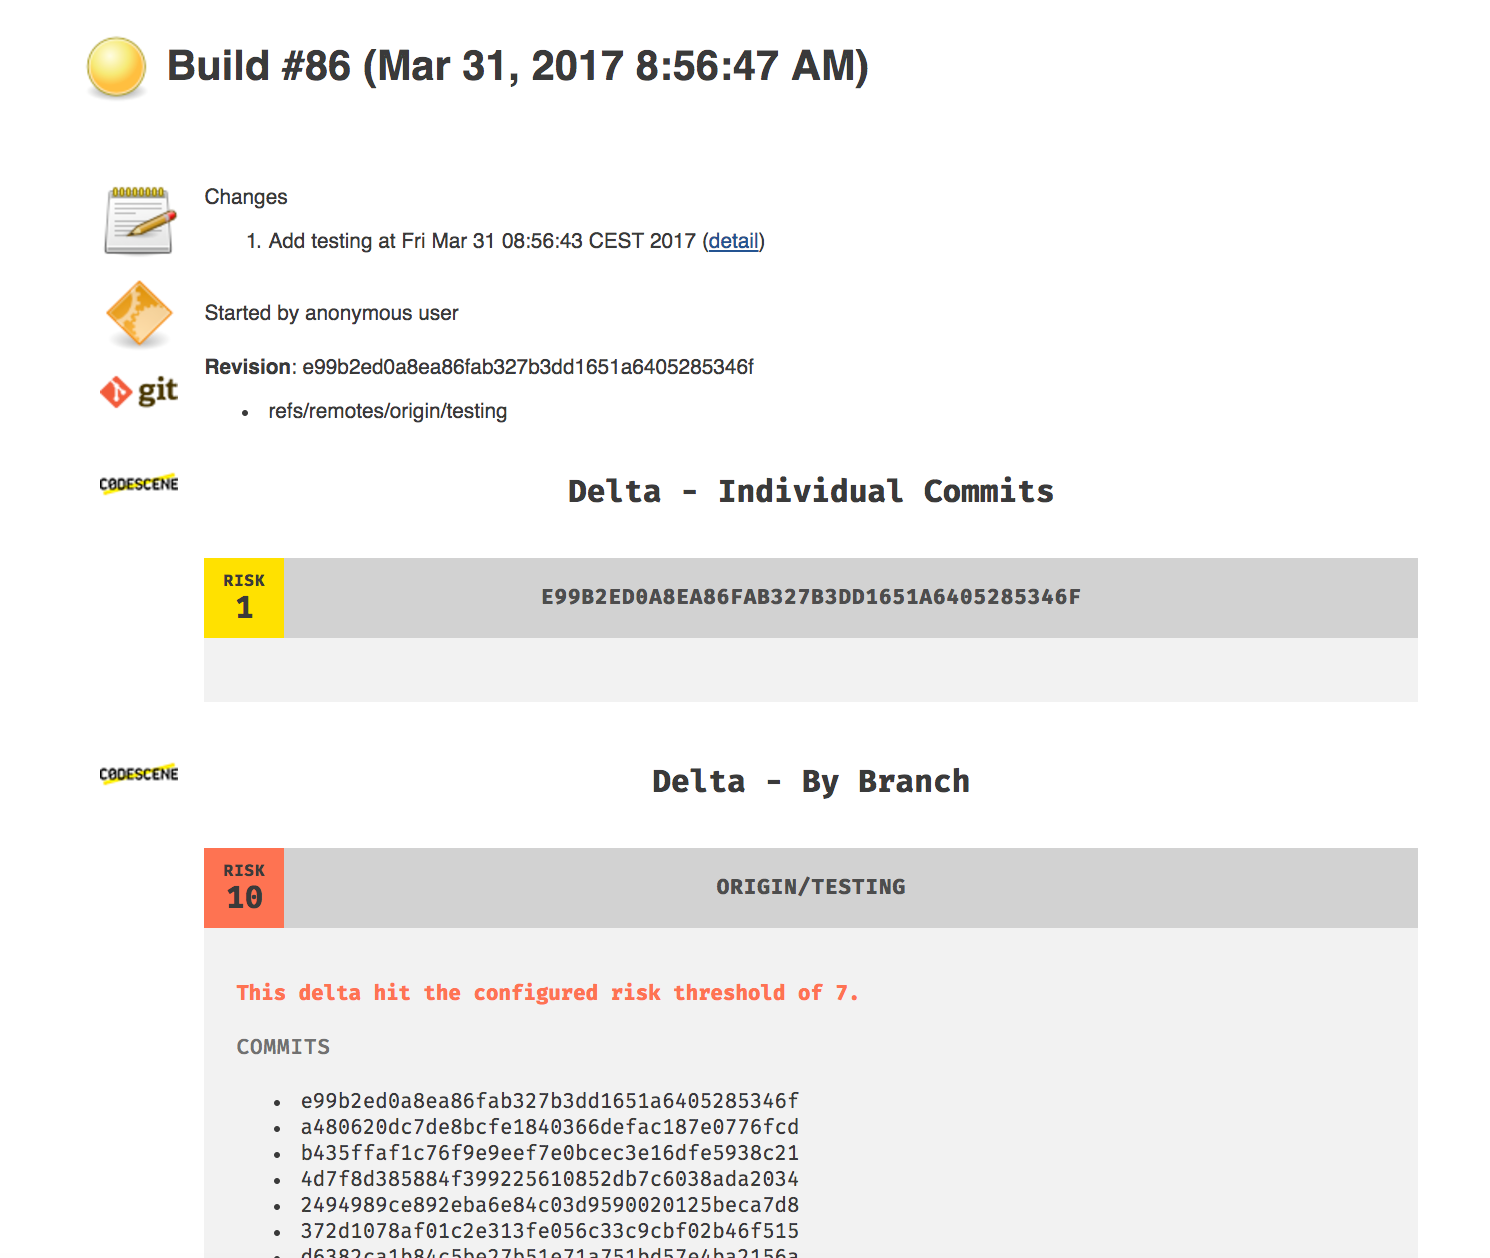 Build #86 (Mar 31, 2017 8:56:47 AM)
Changes
1. Add testing at Fri Mar 31 08:56:43 CEST 2017 (detail)
Started by anonymous user
Revision: e99b2ed0a8ea86fab327b3dd1651a6405285346f
git
• refs/remotes/origin/testing
CODESCENE
Delta - Individual Commits
RISK
1
E99B2ED0A8EA86FAB327B3DD1651A6405285346F
CODESCENE
Delta - By Branch
RISK
10
ORIGIN/TESTING
This delta hit the configured risk threshold of 7.
COMMITS
• e99b2ed0a8ea86fab327b3dd1651a6405285346f
• a480620dc7de8bcfe1840366defac187e0776fcd
• b435ffaf1c76f9e9eef7e0bcec3e16dfe5938c21
• 4d7f8d385884f399225610852db7c6038ada2034
• 2494989ce892eba6e84c03d9590020125beca7d8
• 372d1078af01c2e313fe056c33c9cbf02b46f515